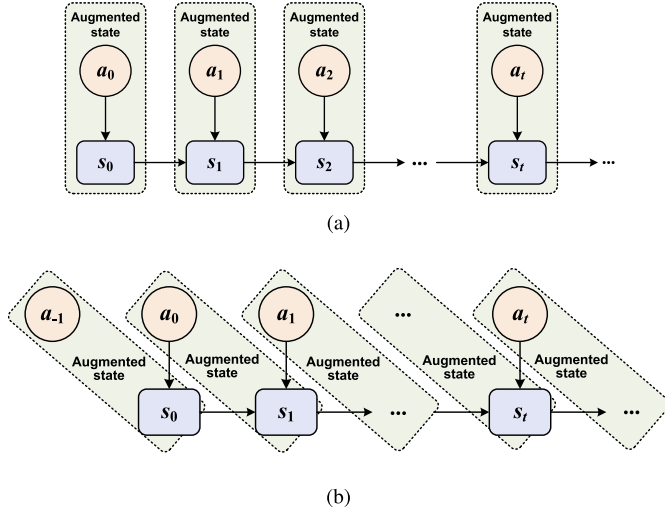 Augmented state Augmented state Augmented state Augmented state
a0 a1 a2 at
s0 s1 s2 ... st ...
(a)
a-1 a0 a1 ... at
Augmented state Augmented state Augmented state Augmented state Augmented state
s0 s1 ... st ...
(b)